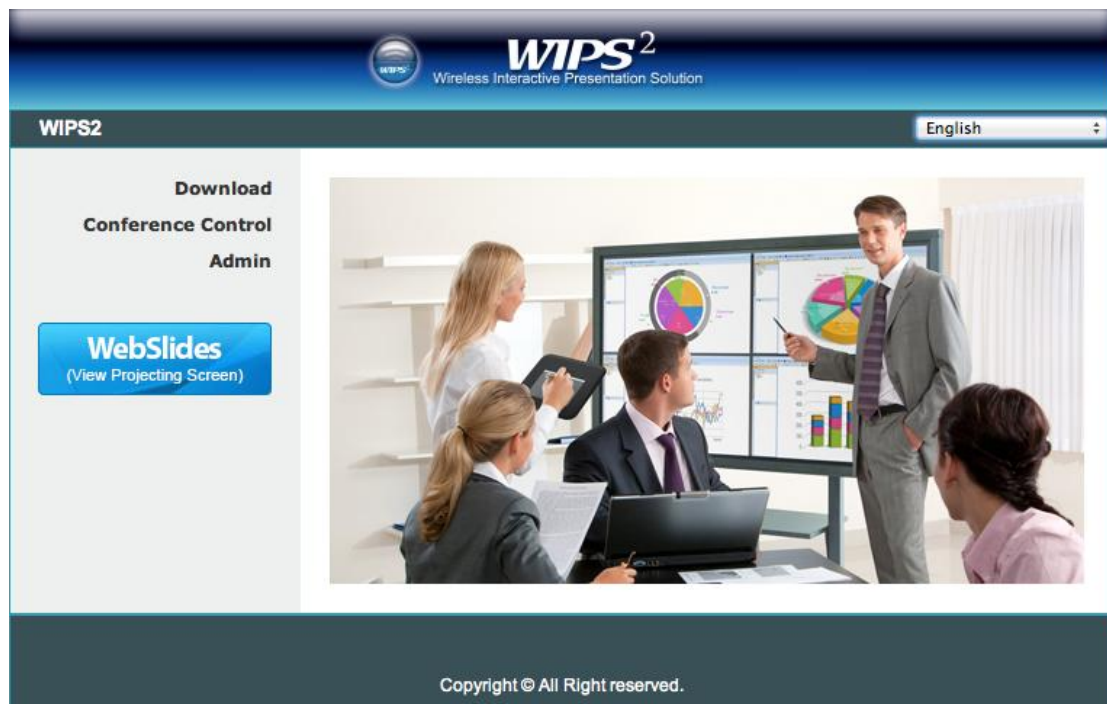 WIPS2
WIPS
Wireless Interactive Presentation Solution
WIPS2
English
Download
Conference Control
Admin
WebSlides
(View Projecting Screen)
Copyright © All Right reserved.